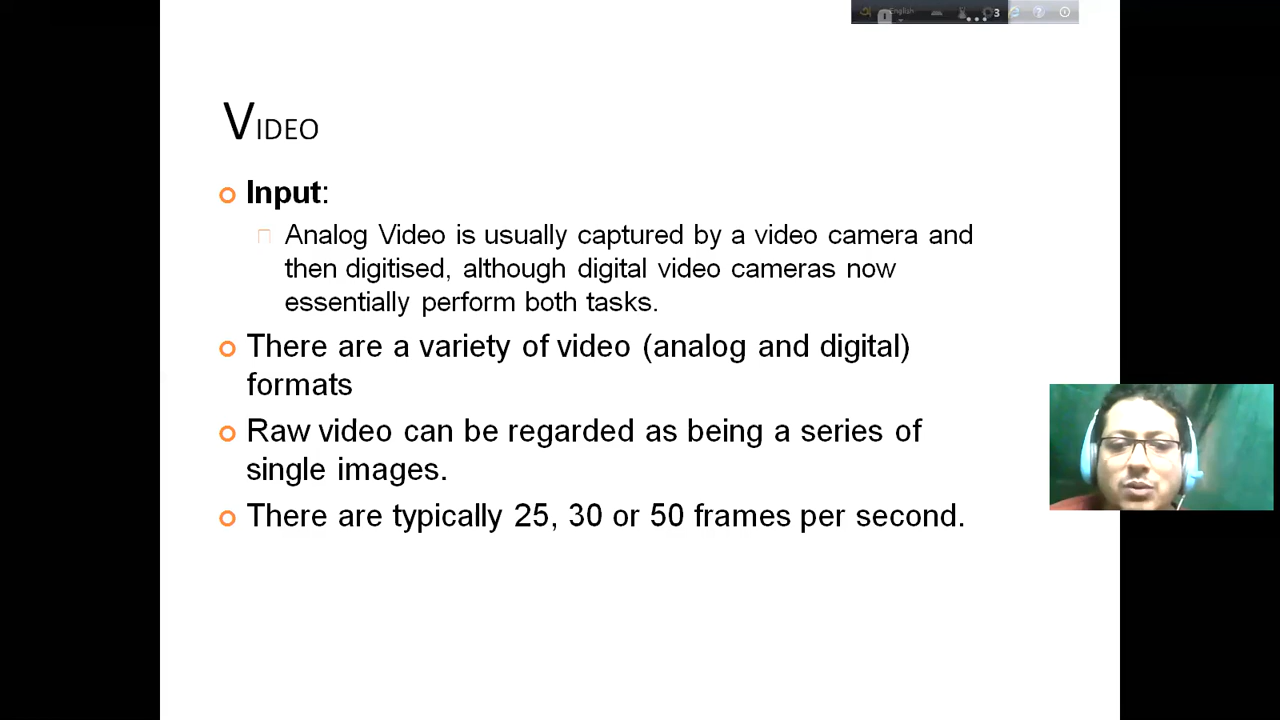 English
3
VIDEO
Input:
Analog Video is usually captured by a video camera and
then digitised, although digital video cameras now
essentially perform both tasks.
There are a variety of video (analog and digital)
formats
Raw video can be regarded as being a series of
single images.
There are typically 25, 30 or 50 frames per second.